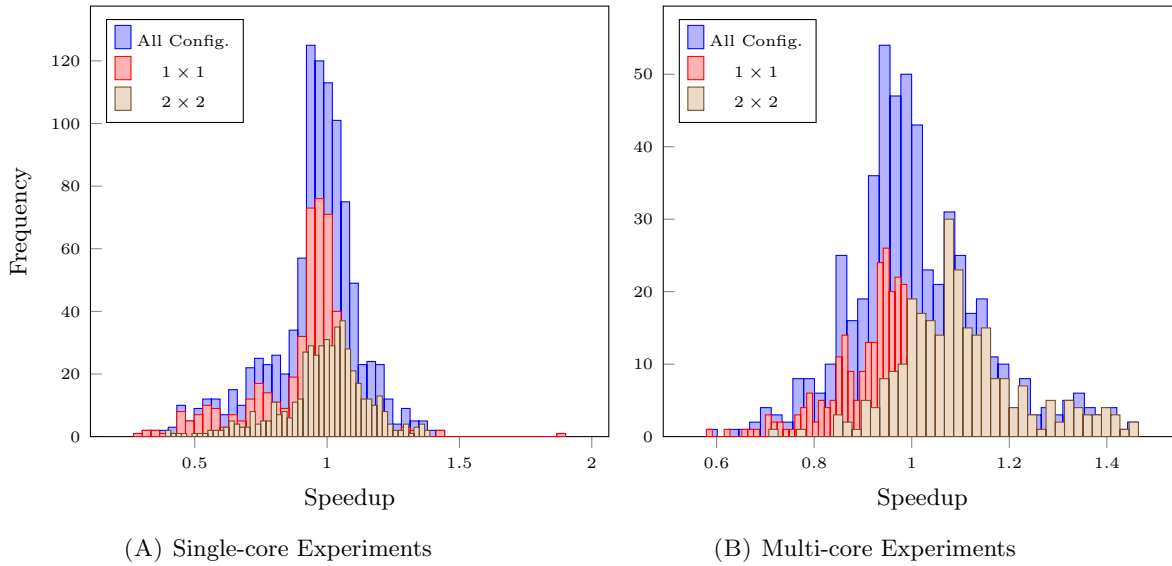 All Config.
1 × 1
2 × 2
120
100
80
60
40
20
0
0.5
1
1.5
2
Frequency
Speedup
(A) Single-core Experiments
All Config.
1 × 1
2 × 2
50
40
30
20
10
0
0.6
0.8
1
1.2
1.4
Speedup
(B) Multi-core Experiments